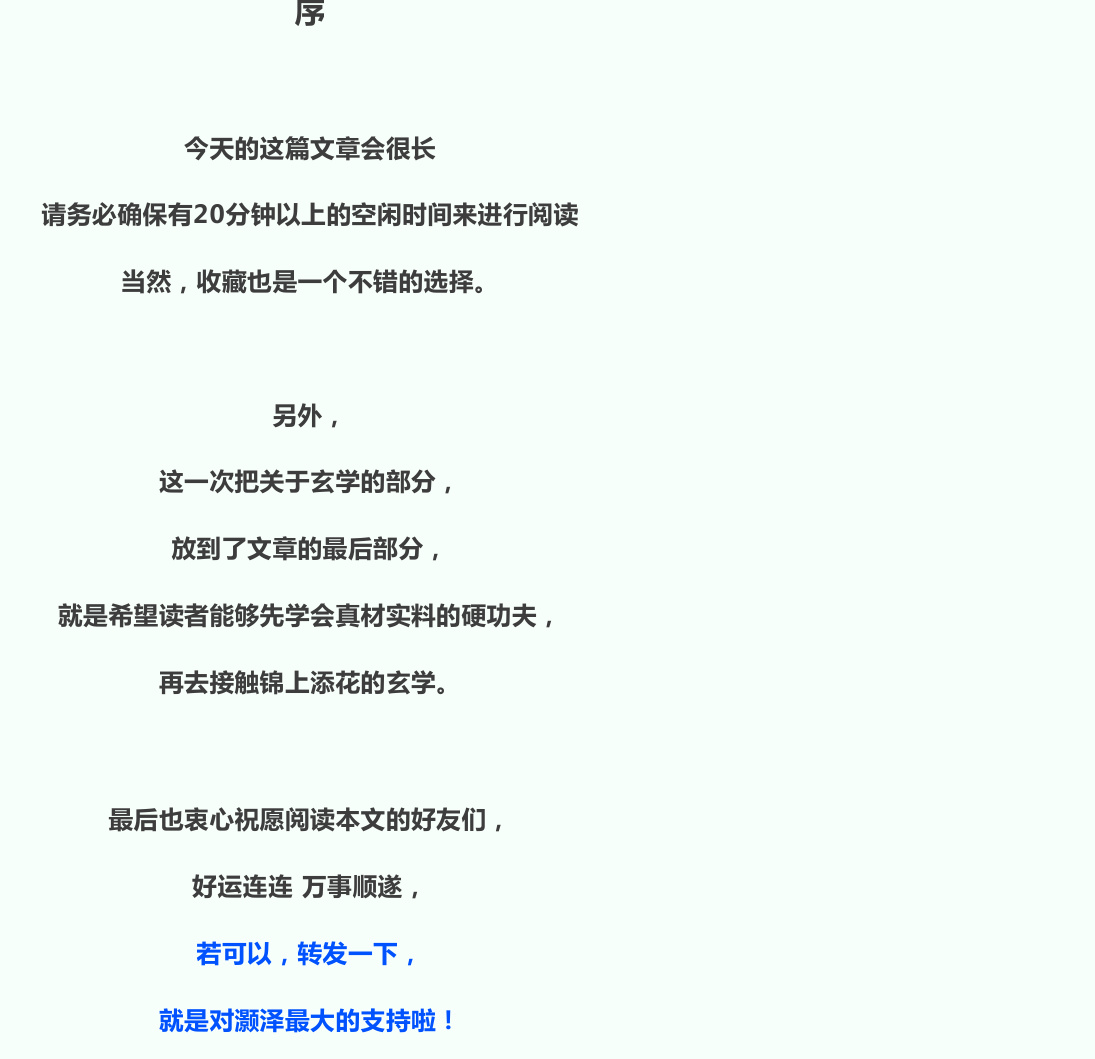 序
今天的这篇文章会很长
请务必确保有20分钟以上的空闲时间来进行阅读
当然，收藏也是一个不错的选择。
另外，
这一次把关于玄学的部分，
放到了文章的最后部分，
就是希望读者能够先学会真材实料的硬功夫，
再去接触锦上添花的玄学。
最后也衷心祝愿阅读本文的好友们，
好运连连 万事顺遂，
若可以，转发一下，
就是对灏泽最大的支持啦！